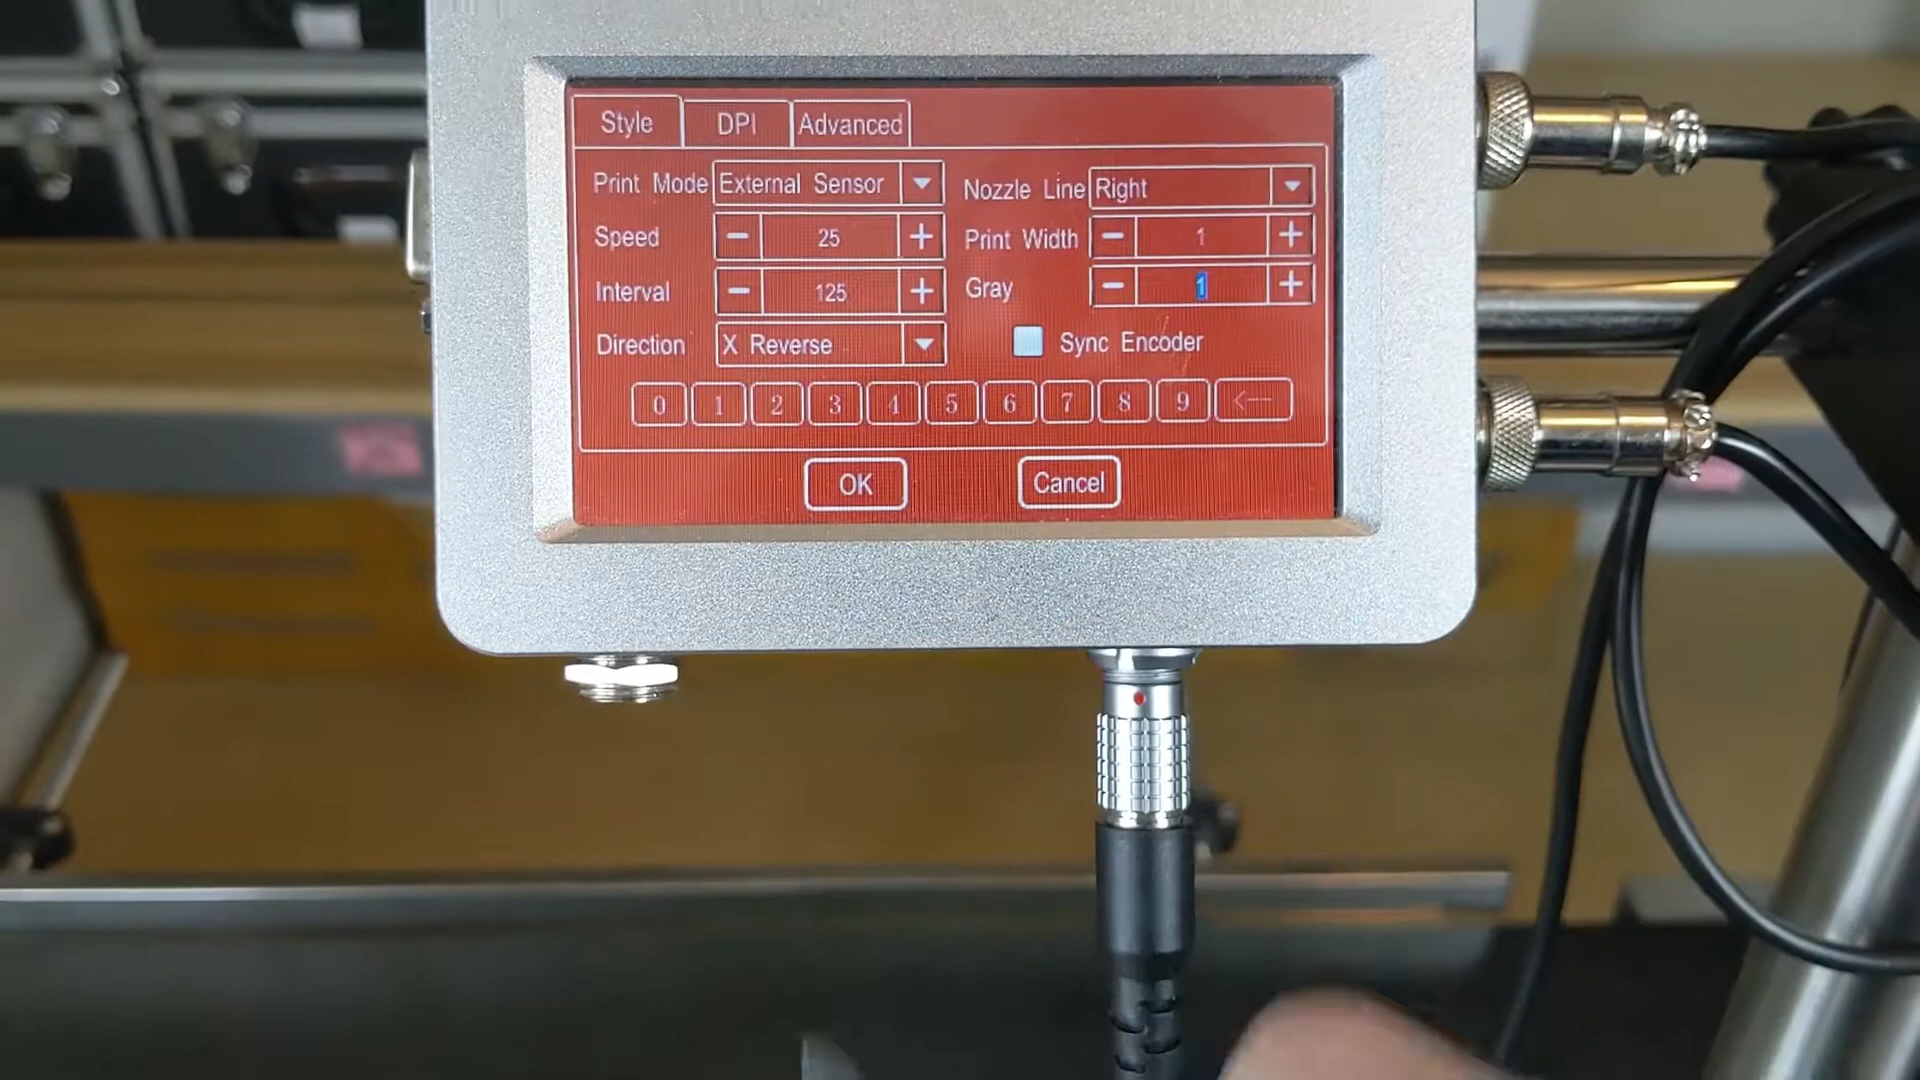 Style DPI Advanced
Print Mode External Sensor Nozzle Line Right
Speed − 25 + Print Width − 1 +
Interval − 125 + Gray − 1 +
Direction X Reverse Sync Encoder
0 1 2 3 4 5 6 7 8 9 <--
OK Cancel